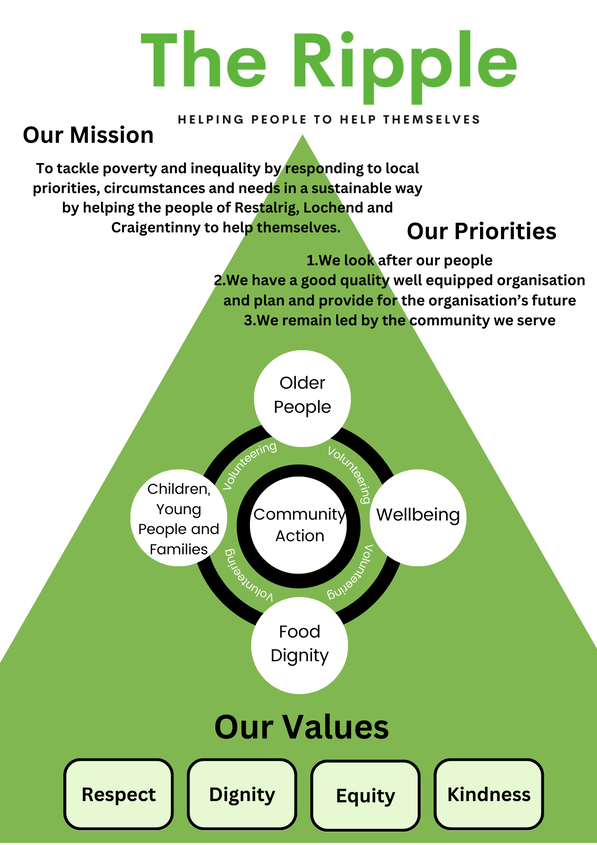 The Ripple
HELPING PEOPLE TO HELP THEMSELVES
Our Mission
To tackle poverty and inequality by responding to local
priorities, circumstances and needs in a sustainable way
by helping the people of Restalrig, Lochend and
Craigentinny to help themselves.
Our Priorities
1.We look after our people
2.We have a good quality well equipped organisation
and plan and provide for the organisation's future
3.We remain led by the community we serve
Older
People
Volunteering
Volunteering
Children,
Young
People and
Families
Community
Action
Wellbeing
Volunteering
Volunteering
Food
Dignity
Our Values
Respect
Dignity
Equity
Kindness